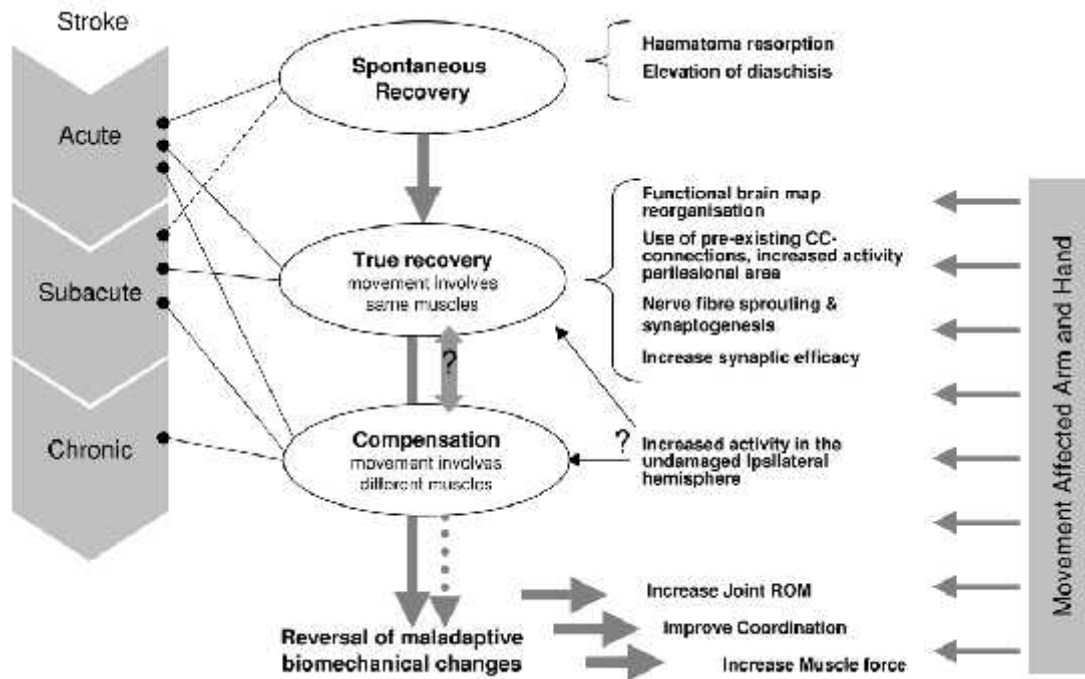 Stroke
Acute
Subacute
Chronic
Spontaneous
Recovery
Haematoma resorption
Elevation of diaschisis
True recovery
movement involves
same muscles
Functional brain map
reorganisation
Use of pre-existing CC-
connections, increased activity
perilesional area
Nerve fibre sprouting &
synaptogenesis
Increase synaptic efficacy
?
Compensation
movement involves
different muscles
?
Increased activity in the
undamaged Ipsilateral
hemisphere
Reversal of maladaptive
biomechanical changes
Increase Joint ROM
Improve Coordination
Increase Muscle force
Movement Affected Arm and Hand